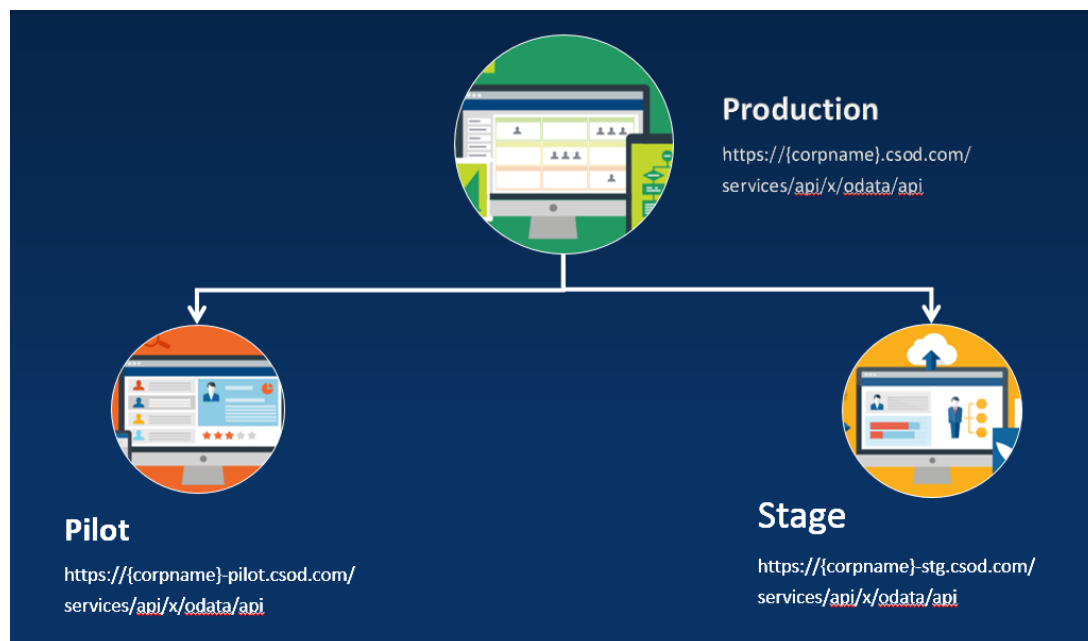 Production
https://{corpname}.csod.com/
services/api/x/odata/api
Pilot
https://{corpname}-pilot.csod.com/
services/api/x/odata/api
Stage
https://{corpname}-stg.csod.com/
services/api/x/odata/api